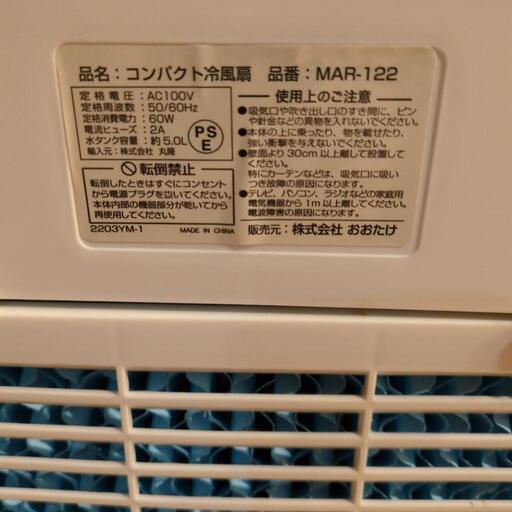 品名：コンパクト冷風扇　品番：MAR-122
定格電圧：AC100V
定格周波数：50/60Hz
定格消費電力：60W
電流ヒューズ：2A
水タンク容量：約5.0L
輸入元：株式会社 丸隆
PS
E
転倒禁止
転倒したときはすぐにコンセント
から電源プラグを歪いてください。
本体内部の機器部分が乾いてから
再使用してください。
2203YM-1　MADE IN CHINA
使用上のご注意
●吸気口や吹き出し口のすき間に、ピン
や針金などの異物を入れないでください。
●本体の上に乗ったり、物を載せたり、
強い衝撃を与えないでください。
●壁面より30cm以上離して設置して
ください。
特にカーテンなどは、吸気口に吸い
つき故障の原因になります。
●テレビ、パソコン、ラジオなどの家庭用
電気機器から1m以上離してください。
電波障害の原因になります。
販売元：株式会社 おおたけ